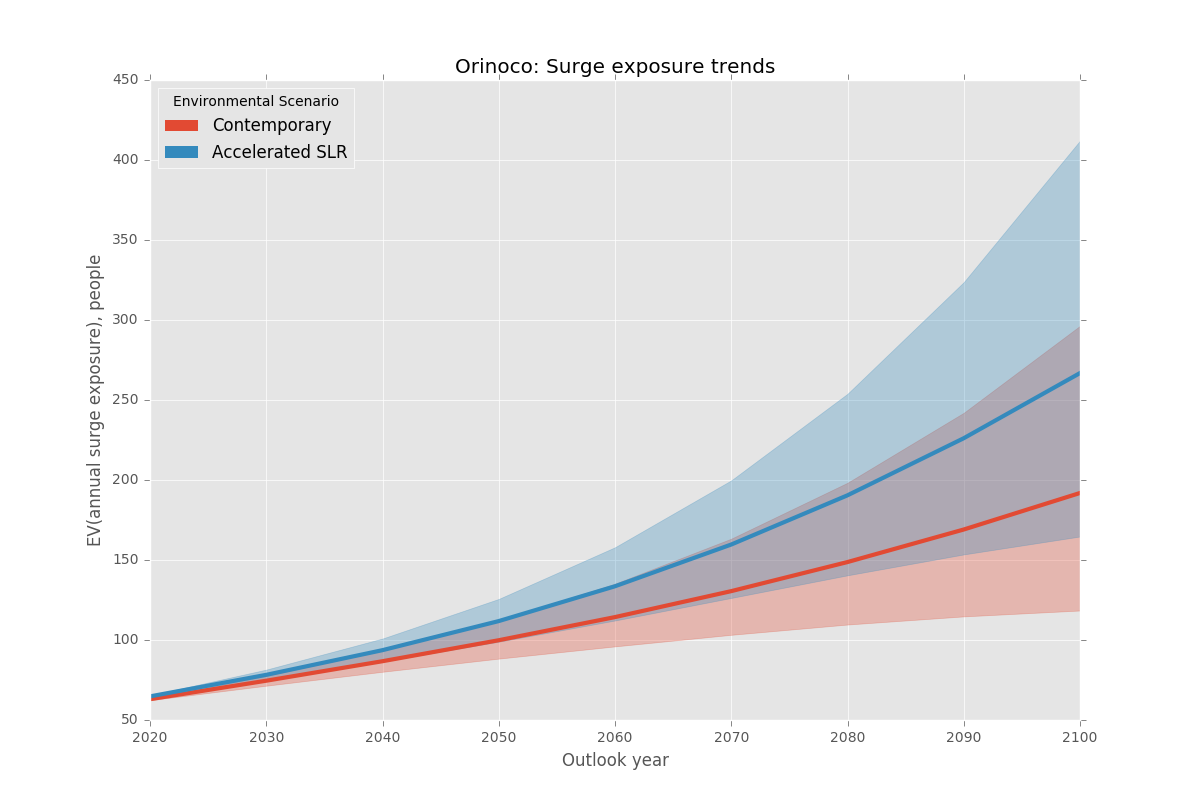 Orinoco: Surge exposure trends
Environmental Scenario
Contemporary
Accelerated SLR
EV(annual surge exposure), people
450
400
350
300
250
200
150
100
50
2020 2030 2040 2050 2060 2070 2080 2090 2100
Outlook year